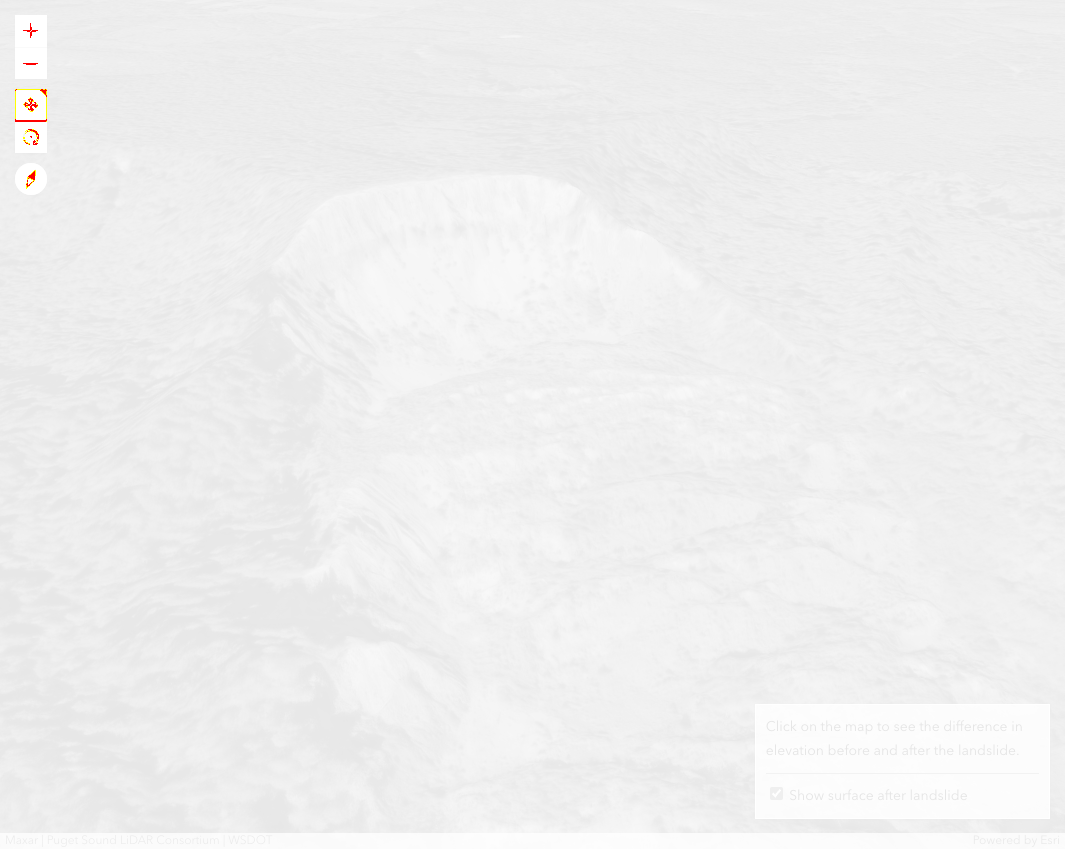 Click on the map to see the difference in
elevation before and after the landslide.
Show surface after landslide
Maxar | Puget Sound LIDAR Consortium | WSDOT
Powered by Esri